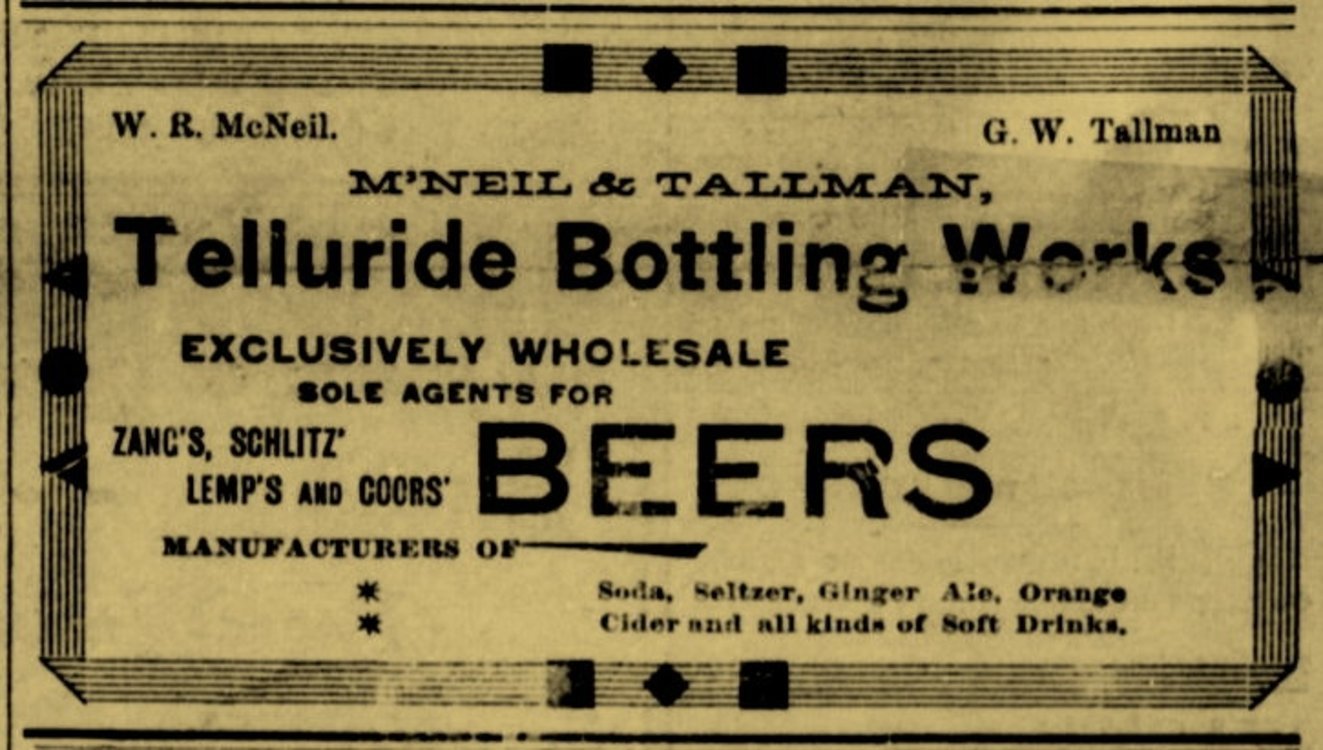 W. R. McNeil. G. W. Tallman
M'NEIL & TALLMAN,
Telluride Bottling Works
EXCLUSIVELY WHOLESALE
SOLE AGENTS FOR
ZANG'S, SCHLITZ'
LEMP'S AND COORS' BEERS
MANUFACTURERS OF
Soda, Seltzer, Ginger Ale, Orange
Cider and all kinds of Soft Drinks.